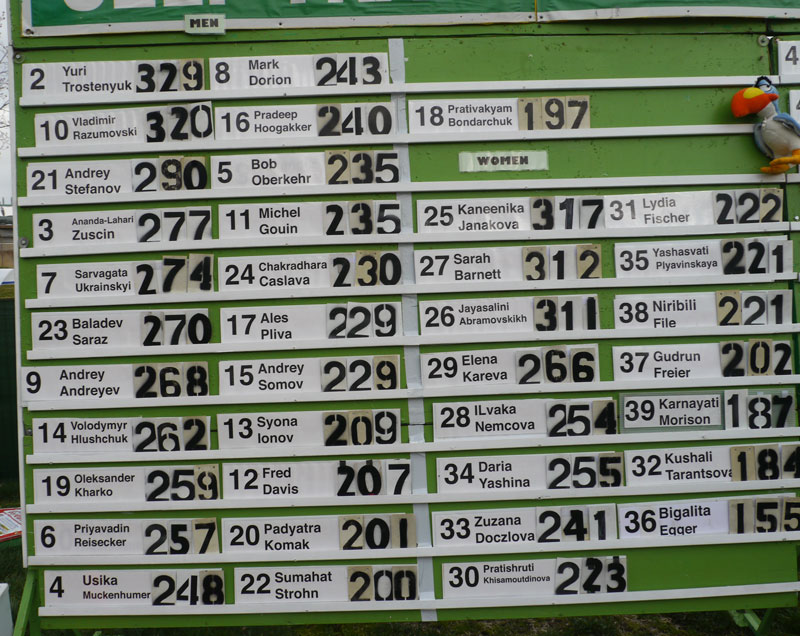 MEN
2 Yuri Trostenyuk 329
10 Vladimir Razumovski 320
21 Andrey Stefanov 290
3 Ananda-Lahari Zuscin 277
7 Sarvagata Ukrainskyi 274
23 Baladev Saraz 270
9 Andrey Andreyev 268
14 Volodymyr Hlushchuk 262
19 Oleksander Kharko 259
6 Priyavadin Reisecker 257
4 Usika Muckenhumer 248
8 Mark Dorion 243
16 Pradeep Hoogakker 240
5 Bob Oberkehr 235
11 Michel Gouin 235
24 Chakradhara Caslava 230
17 Ales Pliva 229
15 Andrey Somov 229
13 Syona Ionov 209
12 Fred Davis 207
20 Padyatra Komak 201
22 Sumahat Strohn 200
18 Prativakyam Bondarchuk 197
WOMEN
25 Kaneenika Janakova 317
27 Sarah Barnett 312
26 Jayasalini Abramovskikh 311
29 Elena Kareva 266
28 ILvaka Nemcova 254
34 Daria Yashina 255
33 Zuzana Doczlova 241
30 Pratishruti Khisamoutdinova 223
31 Lydia Fischer 222
35 Yashasvati Plyavinskaya 221
38 Niribili File 221
37 Gudrun Freier 202
39 Karnayati Morison 187
32 Kushali Tarantsova 184
36 Bigalita Egger 155
4